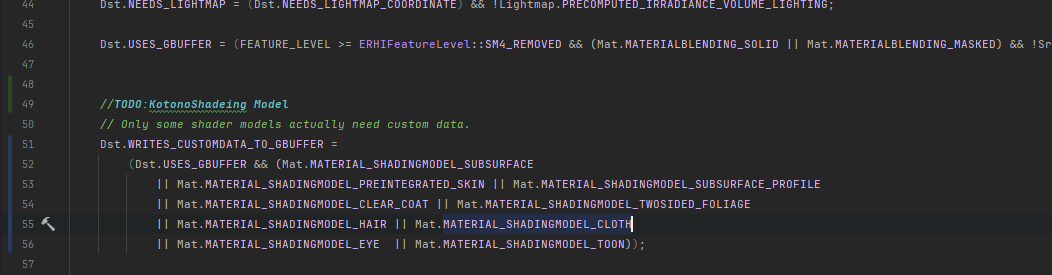 44 Dst.NEEDS_LIGHTMAP = (Dst.NEEDS_LIGHTMAP_COORDINATE) && !Lightmap.PRECOMPUTED_IRRADIANCE_VOLUME_LIGHTING;
45
46 Dst.USES_GBUFFER = (FEATURE_LEVEL >= ERHIFeatureLevel::SM4_REMOVED && (Mat.MATERIALBLENDING_SOLID || Mat.MATERIALBLENDING_MASKED) && !Sr
47
48
49 //TODO:KotonoShadeing Model
50 // Only some shader models actually need custom data.
51 Dst.WRITES_CUSTOMDATA_TO_GBUFFER =
52 (Dst.USES_GBUFFER && (Mat.MATERIAL_SHADINGMODEL_SUBSURFACE
53 || Mat.MATERIAL_SHADINGMODEL_PREINTEGRATED_SKIN || Mat.MATERIAL_SHADINGMODEL_SUBSURFACE_PROFILE
54 || Mat.MATERIAL_SHADINGMODEL_CLEAR_COAT || Mat.MATERIAL_SHADINGMODEL_TWOSIDED_FOLIAGE
55 || Mat.MATERIAL_SHADINGMODEL_HAIR || Mat.MATERIAL_SHADINGMODEL_CLOTH
56 || Mat.MATERIAL_SHADINGMODEL_EYE  || Mat.MATERIAL_SHADINGMODEL_TOON));
57